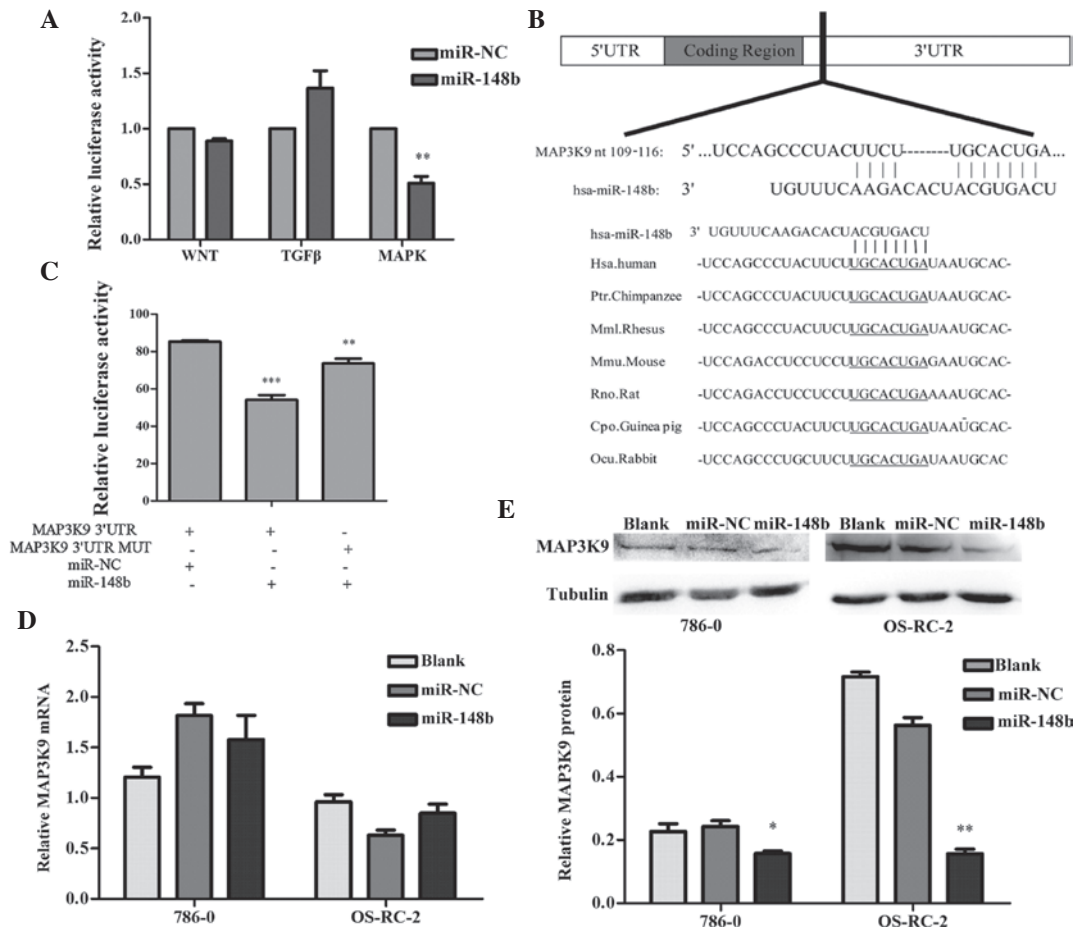 A
Relative luciferase activity
2.0
1.5
1.0
0.5
0.0
miR-NC
miR-148b
**
WNT TGFβ MAPK
B
5'UTR Coding Region 3'UTR
MAP3K9 nt 109-116: 5' ...UCCAGCCCUACUUCU--------UGCACUGA...
hsa-miR-148b: 3' UGUUUCAAGACACUACGUGACU
hsa-miR-148b 3' UGUUUCAAGACACUACGUGACU
Hsa.human -UCCAGCCCUACUUCUUGCACUGAUAAUGCAC-
Ptr.Chimpanzee -UCCAGCCCUACUUCUUGCACUGAUAAUGCAC-
Mml.Rhesus -UCCAGCCCUACUUCUUGCACUGAUAAUGCAC-
Mmu.Mouse -UCCAGACCUCCUCCUUGCACUGAGAAUGCAC-
Rno.Rat -UCCAGACCUCCUCCUUGCACUGAAAAUGCAC-
Cpo.Guinea pig -UCCAGCCCUACUUCUUGCACUGAUAAUGCAC-
Ocu.Rabbit -UCCAGCCCUGCUUCUUGCACUGAUAAUGCAC
C
Relative luciferase activity
100
80
60
40
20
0
*** **
MAP3K9 3'UTR + + -
MAP3K9 3'UTR MUT - - +
miR-NC + - -
miR-148b - + +
D
Relative MAP3K9 mRNA
2.5
2.0
1.5
1.0
0.5
0.0
Blank
miR-NC
miR-148b
786-0 OS-RC-2
E
Blank miR-NC miR-148b Blank miR-NC miR-148b
MAP3K9
Tubulin
786-0 OS-RC-2
Relative MAP3K9 protein
0.8
0.6
0.4
0.2
0.0
Blank
miR-NC
miR-148b
* **
786-0 OS-RC-2